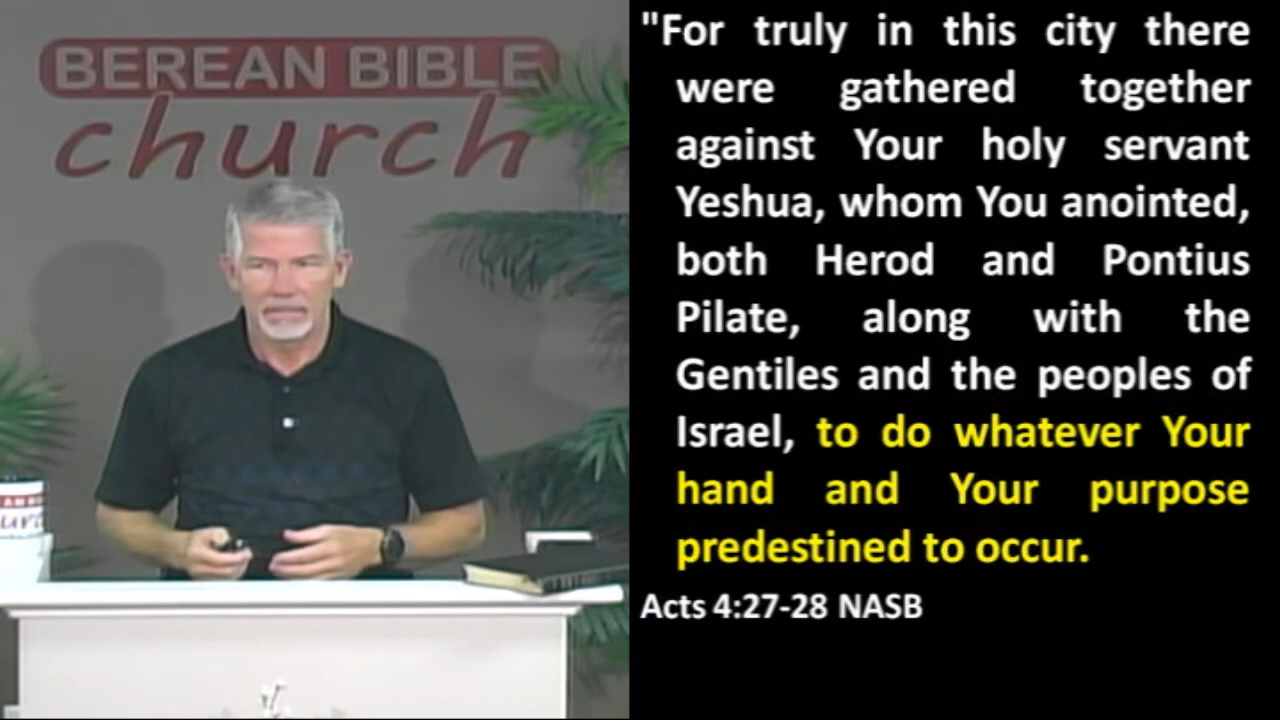 BEREAN BIBLE
church
"For truly in this city there
were gathered together
against Your holy servant
Yeshua, whom You anointed,
both Herod and Pontius
Pilate, along with the
Gentiles and the peoples of
Israel, to do whatever Your
hand and Your purpose
predestined to occur.
Acts 4:27-28 NASB